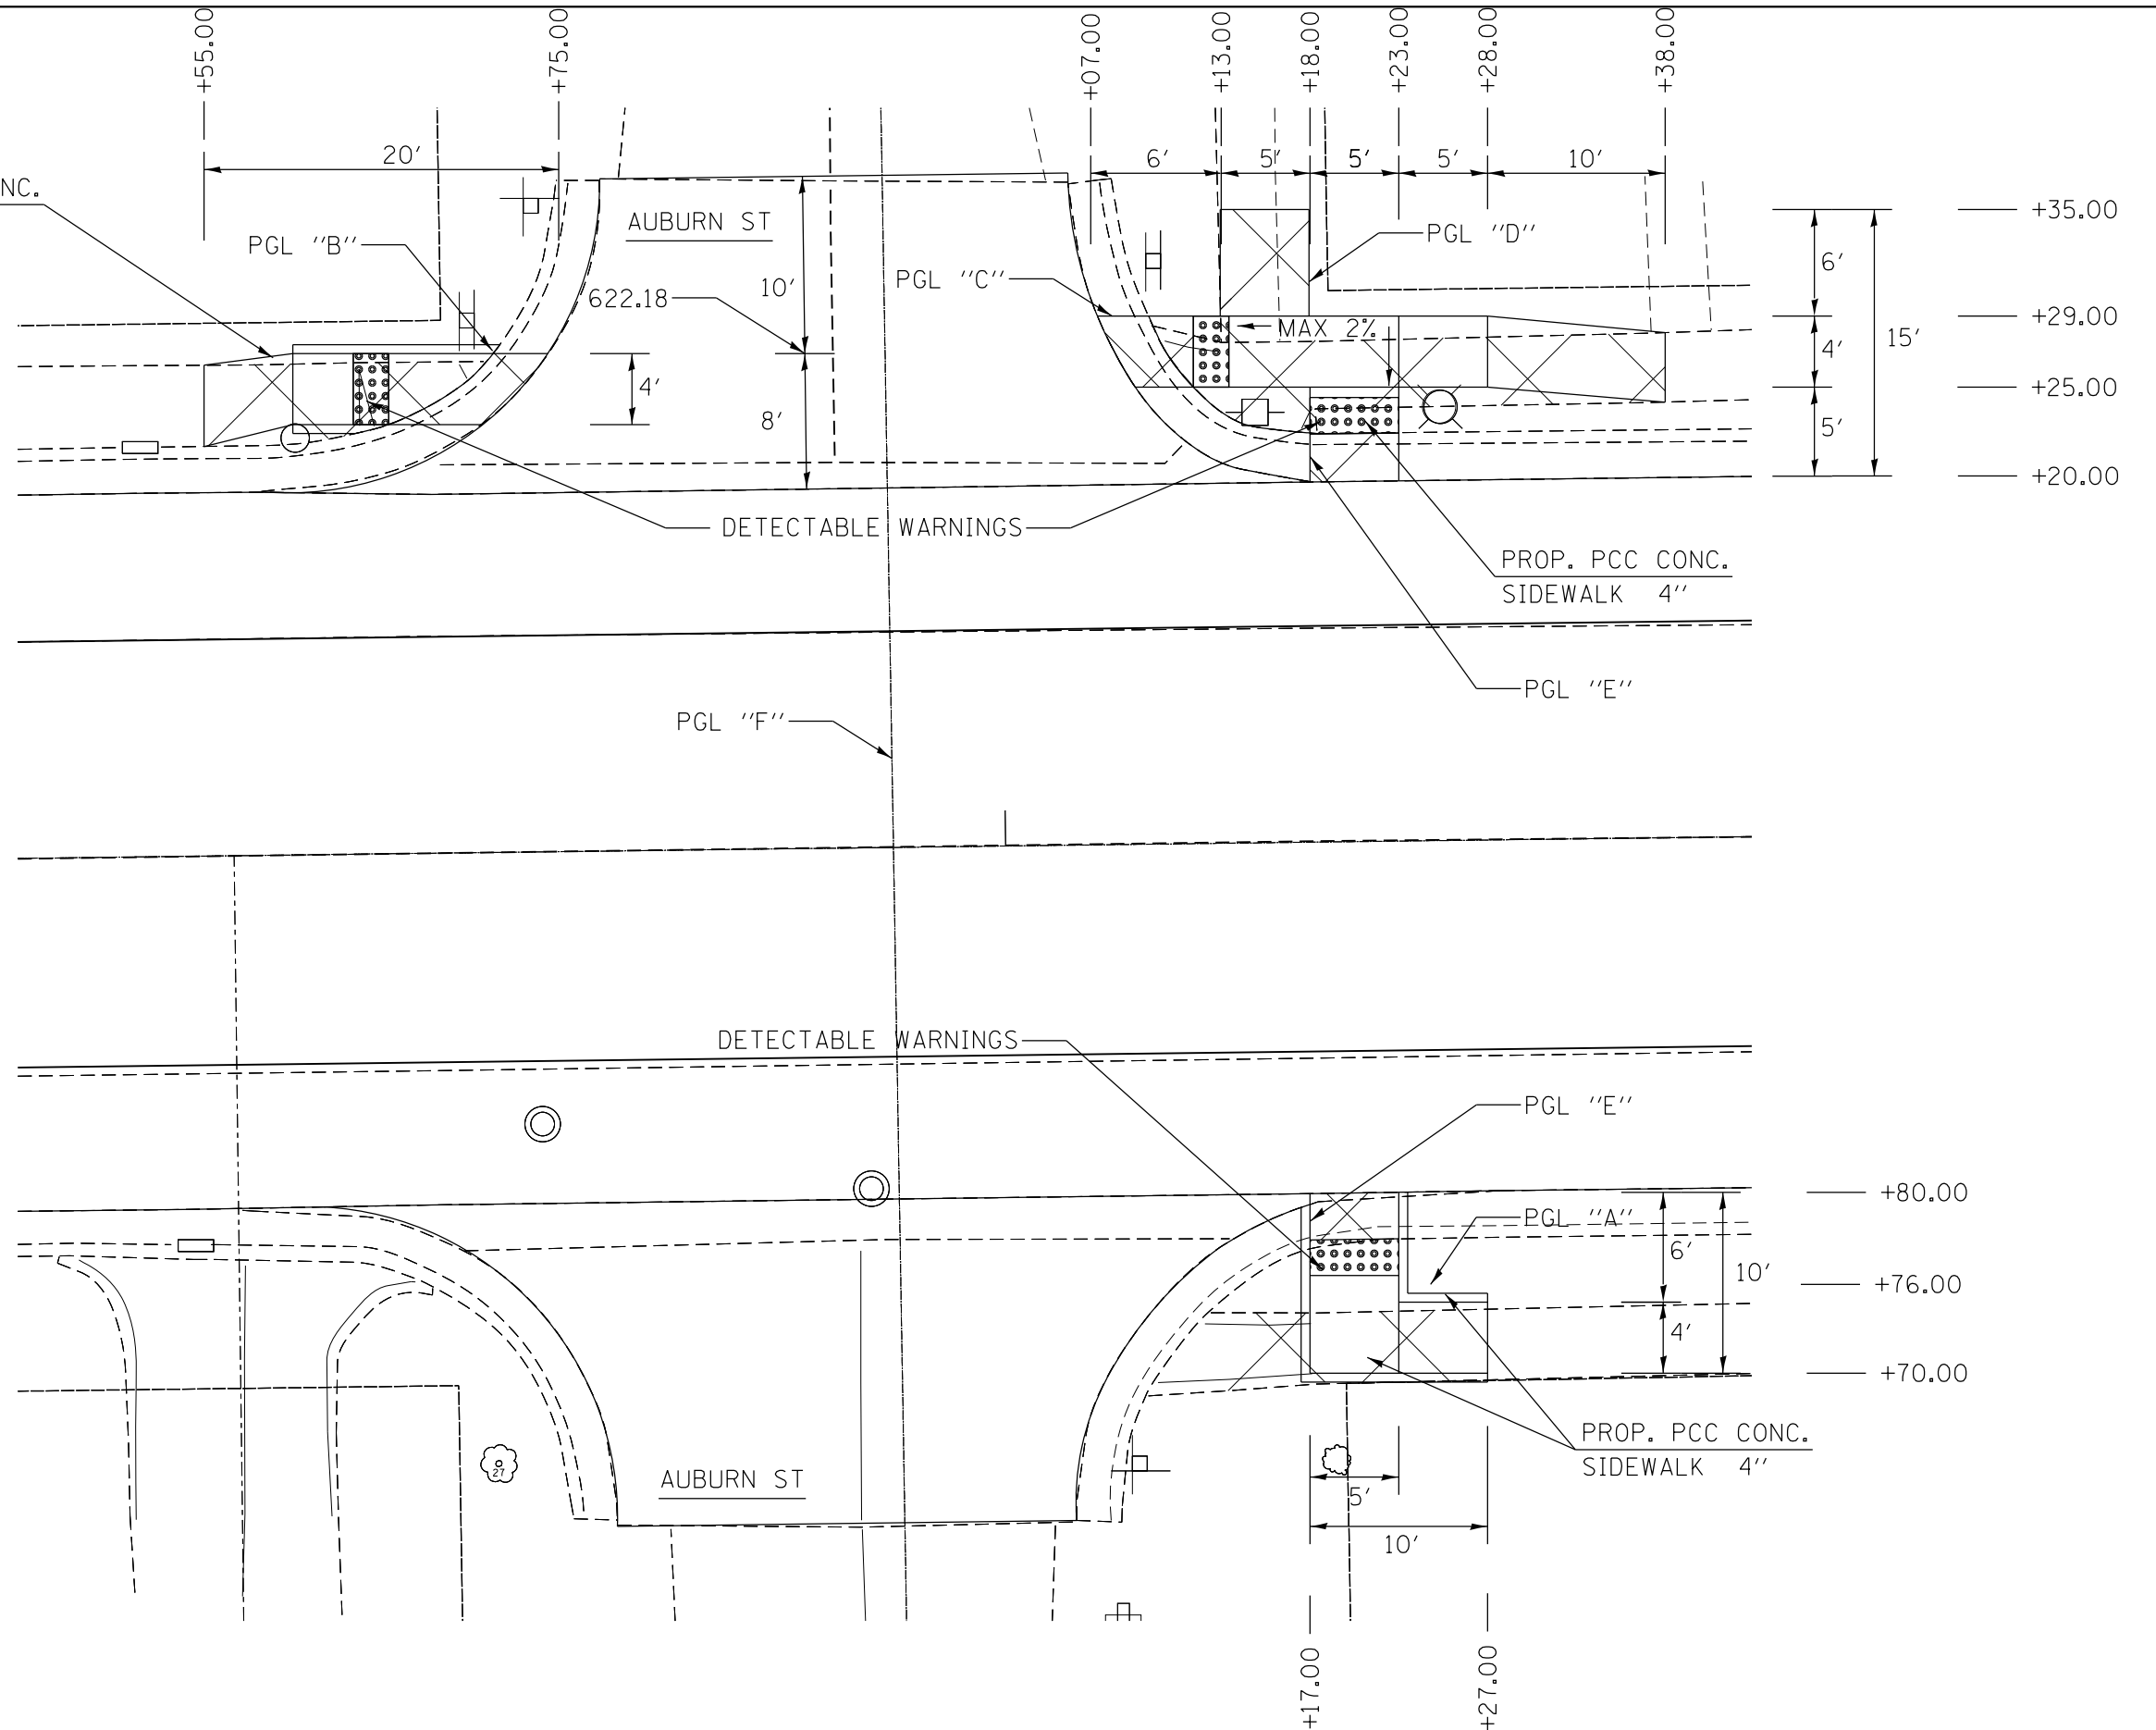 +55.00
+75.00
+07.00
+13.00
+18.00
+23.00
+28.00
+38.00
20'
6'
5'
5'
5'
10'
NC.
AUBURN ST
PGL "B"
PGL "D"
+35.00
622.18
10'
PGL "C"
6'
MAX 2%
+29.00
15'
4'
4'
+25.00
8'
5'
+20.00
DETECTABLE WARNINGS
PROP. PCC CONC.
SIDEWALK 4"
PGL "E"
PGL "F"
DETECTABLE WARNINGS
PGL "E"
+80.00
PGL "A"
6'
10'
+76.00
4'
+70.00
PROP. PCC CONC.
SIDEWALK 4"
27
AUBURN ST
5'
10'
+17.00
+27.00